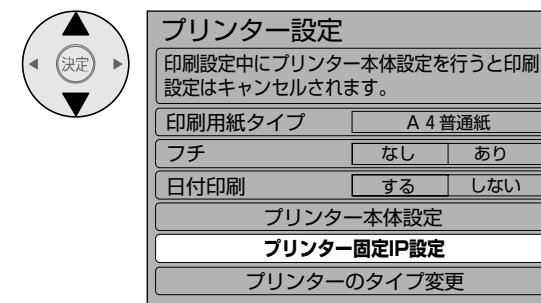 決定
プリンター設定
印刷設定中にプリンター本体設定を行うと印刷
設定はキャンセルされます。
印刷用紙タイプ A4普通紙
フチ なし あり
日付印刷 する しない
プリンター本体設定
プリンター固定IP設定
プリンターのタイプ変更